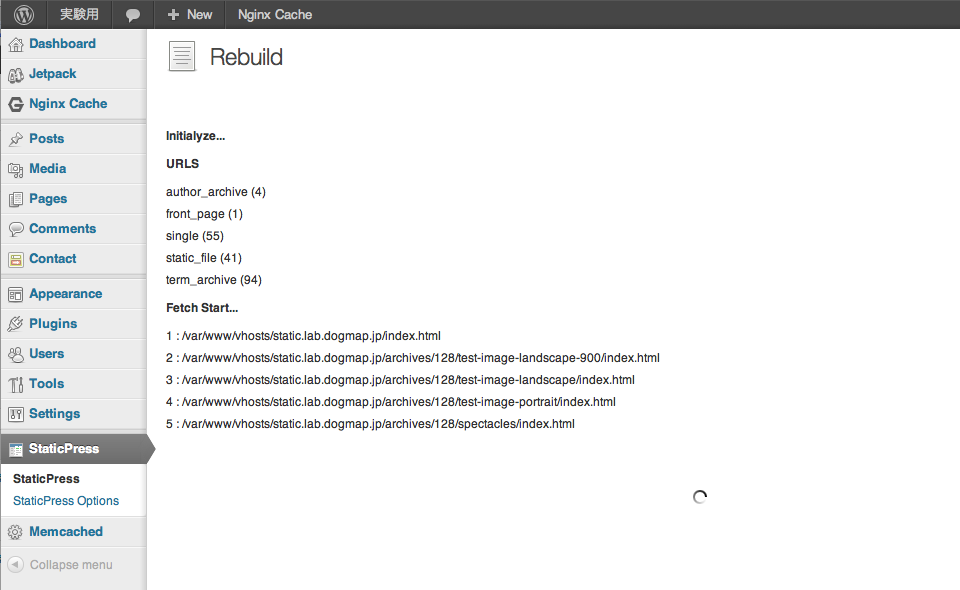 実験用 New Nginx Cache
Dashboard
Jetpack
Nginx Cache
Posts
Media
Pages
Comments
Contact
Appearance
Plugins
Users
Tools
Settings
StaticPress
StaticPress
StaticPress Options
Memcached
Collapse menu
Rebuild
Initialyze...
URLS
author_archive (4)
front_page (1)
single (55)
static_file (41)
term_archive (94)
Fetch Start...
1 : /var/www/vhosts/static.lab.dogmap.jp/index.html
2 : /var/www/vhosts/static.lab.dogmap.jp/archives/128/test-image-landscape-900/index.html
3 : /var/www/vhosts/static.lab.dogmap.jp/archives/128/test-image-landscape/index.html
4 : /var/www/vhosts/static.lab.dogmap.jp/archives/128/test-image-portrait/index.html
5 : /var/www/vhosts/static.lab.dogmap.jp/archives/128/spectacles/index.html